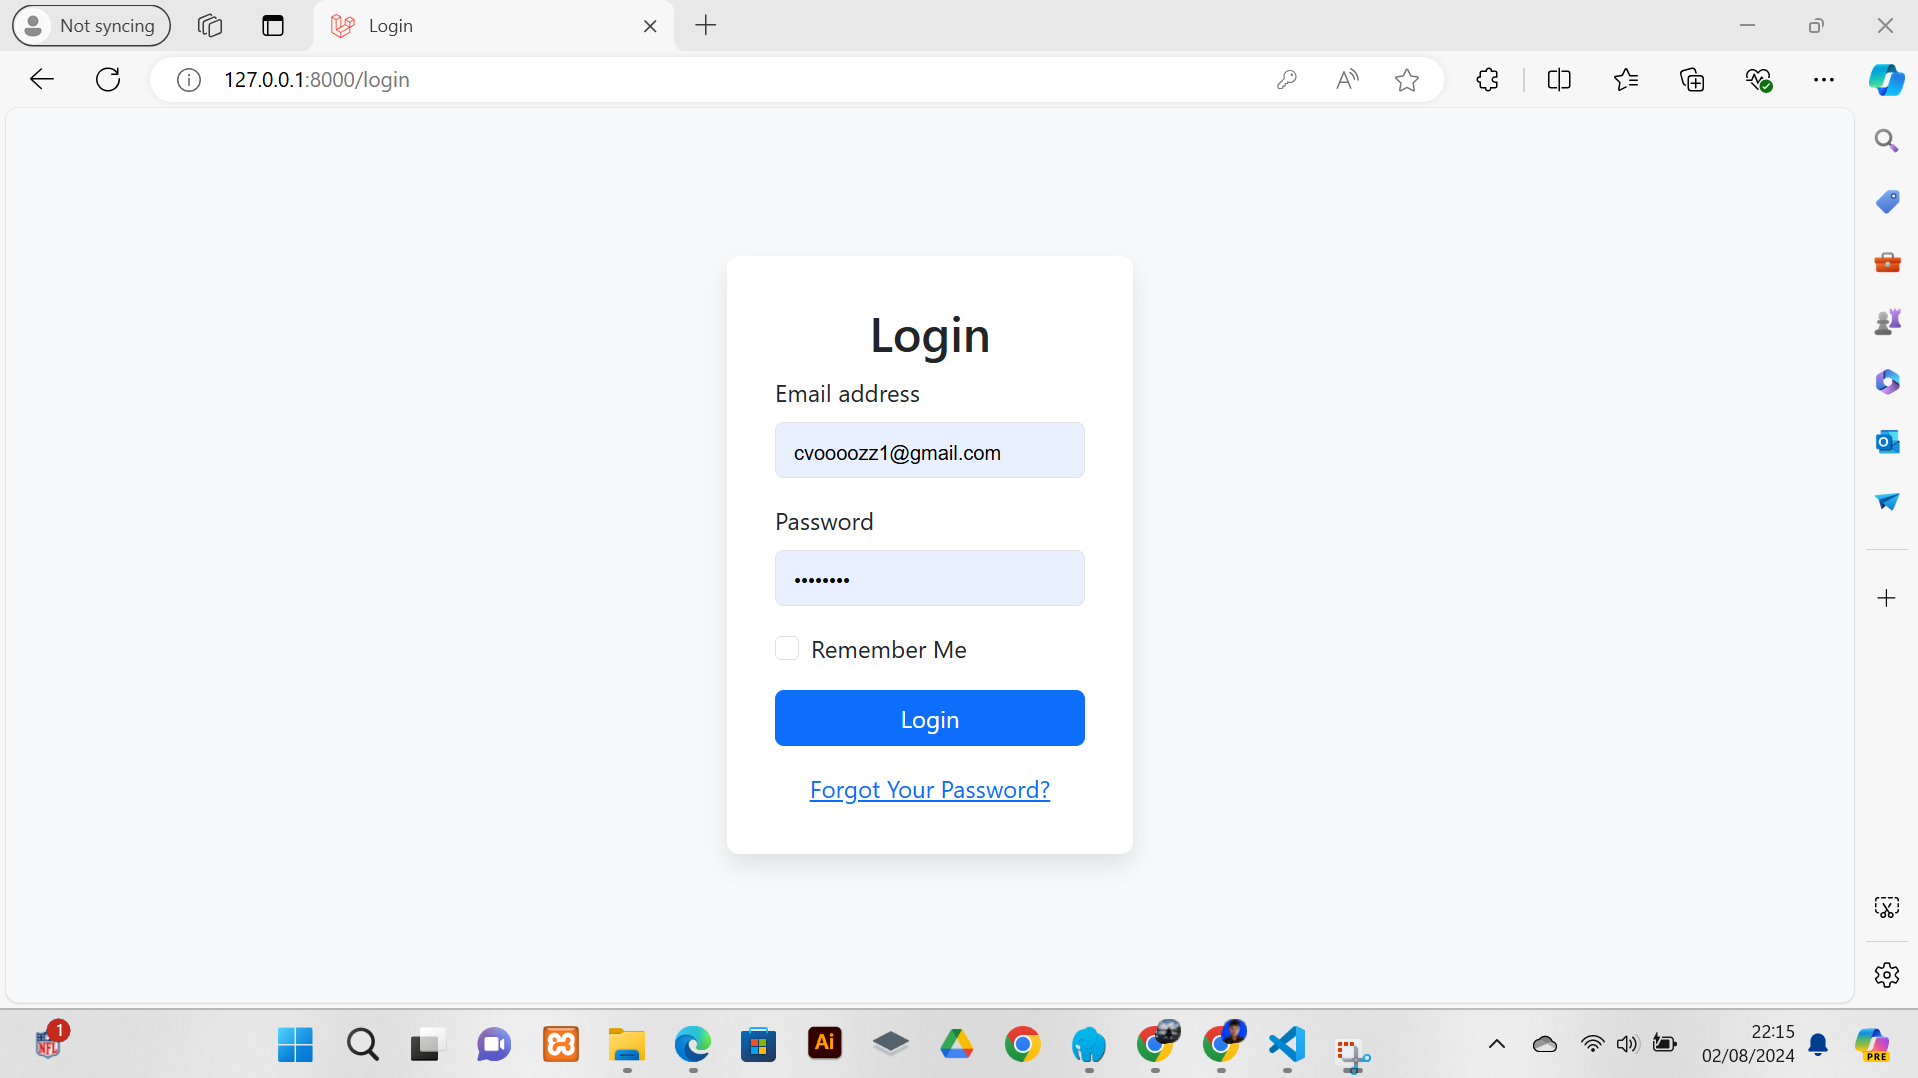 Not syncing
Login
127.0.0.1:8000/login
Login
Email address
cvoooozz1@gmail.com
Password
Remember Me
Login
Forgot Your Password?
1
NFL
Ai
22:15
02/08/2024
PRE